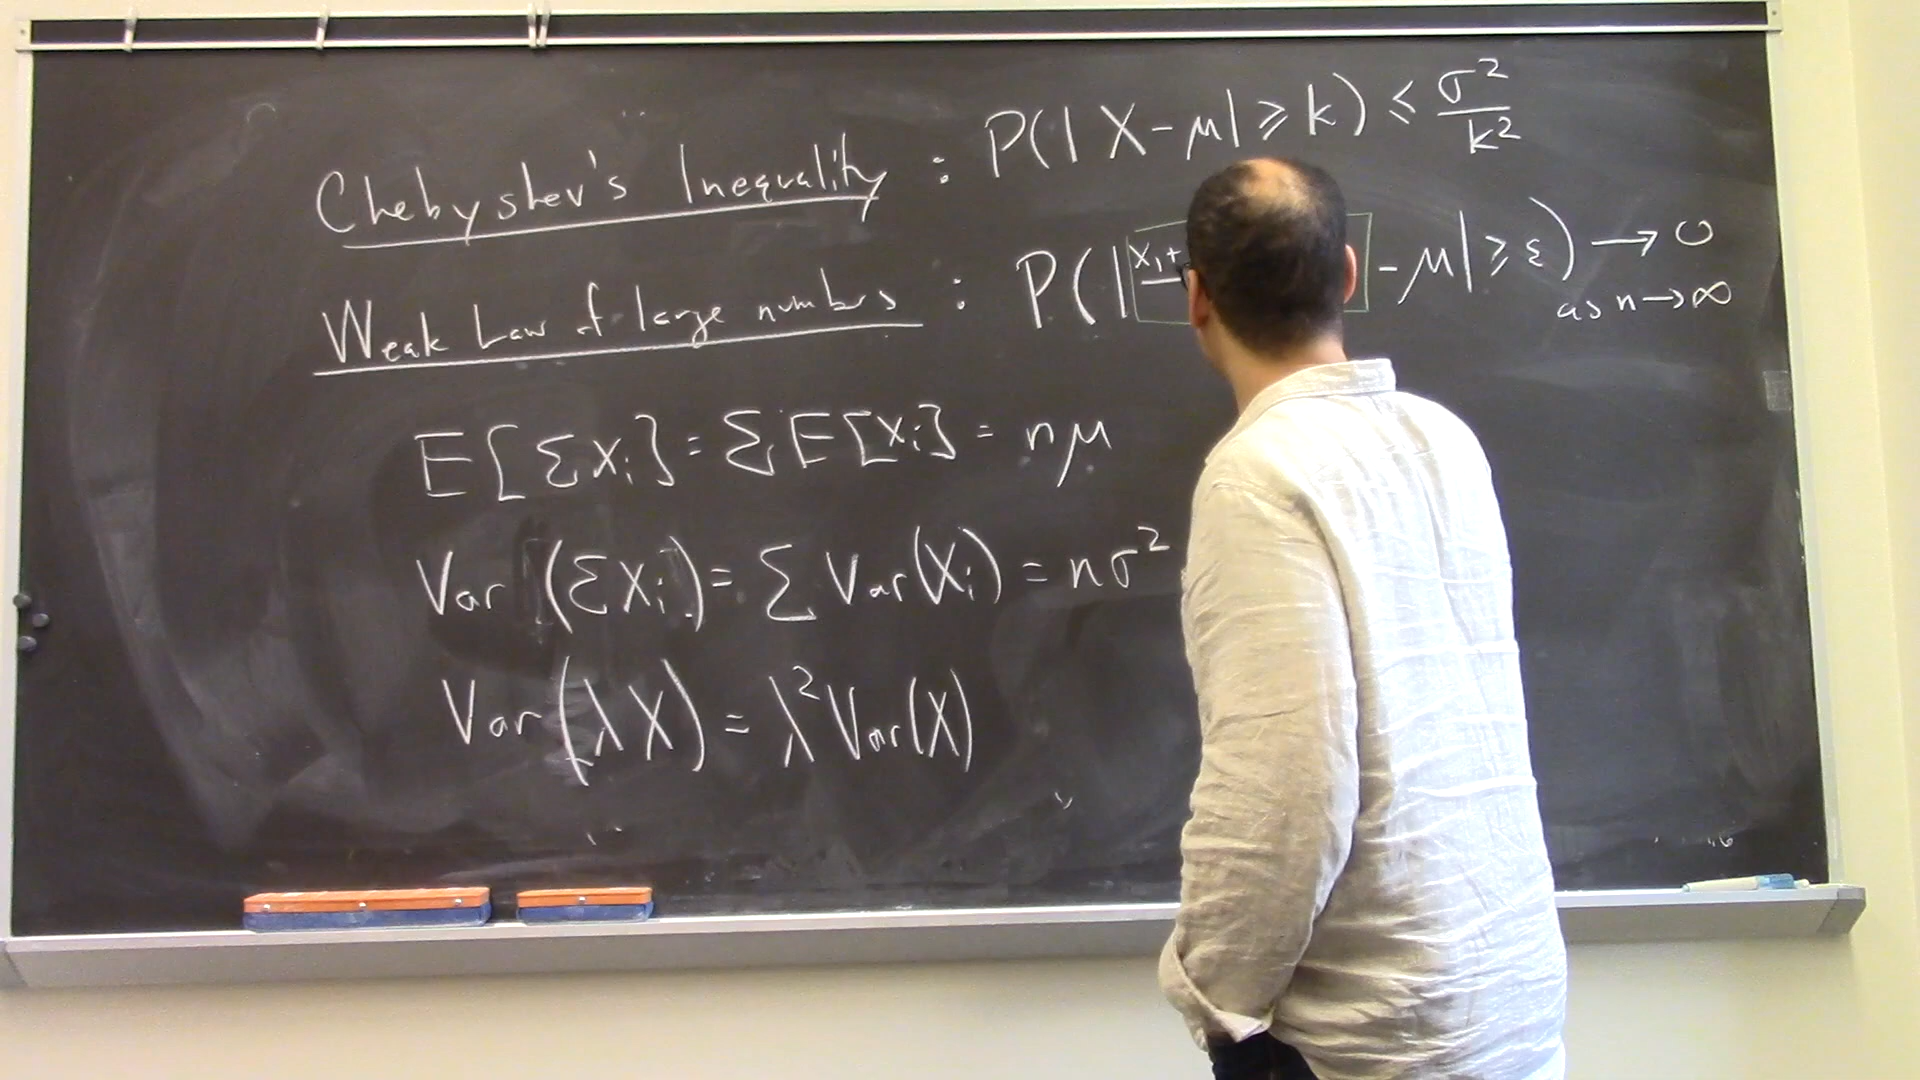 Chebyshev's Inequality : P(| X - μ| ≥ k) ≤ σ²/k²
Weak Law of large numbers : P(| X₁+ - μ| ≥ ε) → 0
as n → ∞
E[ΣXᵢ] = ΣE[Xᵢ] = nμ
Var (ΣXᵢ) = Σ Var(Xᵢ) = nσ²
Var(λX) = λ²Var(X)